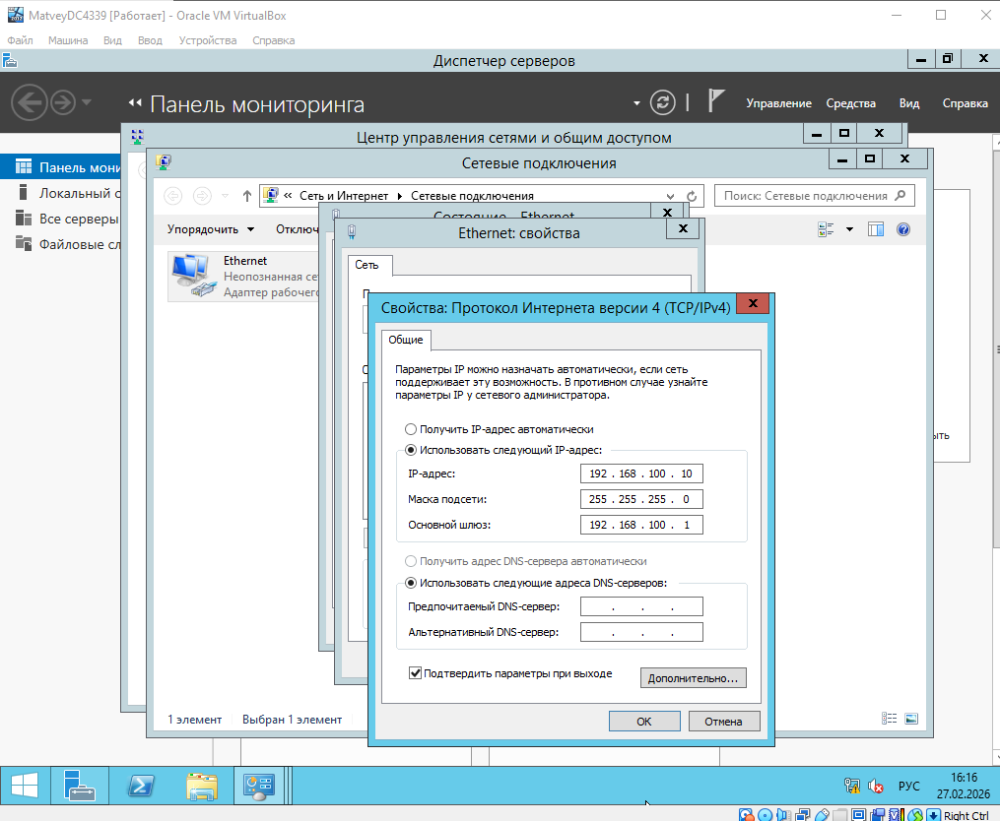 MatveyDC4339 [Работает] - Oracle VM VirtualBox
Файл Машина Вид Ввод Устройства Справка
Диспетчер серверов
Панель мониторинга
Управление Средства Вид Справка
Центр управления сетями и общим доступом
Сетевые подключения
Панель мони
Локальный с
Все серверы
Файловые сл
Сеть и Интернет Сетевые подключения
Поиск: Сетевые подключения
Упорядочить Отключ
Состояние - Ethernet
Ethernet: свойства
Сеть
Ethernet
Неопознанная се
Адаптер рабочего
Свойства: Протокол Интернета версии 4 (TCP/IPv4)
Общие
Параметры IP можно назначать автоматически, если сеть
поддерживает эту возможность. В противном случае узнайте
параметры IP у сетевого администратора.
Получить IP-адрес автоматически
Использовать следующий IP-адрес:
IP-адрес: 192 . 168 . 100 . 10
Маска подсети: 255 . 255 . 255 . 0
Основной шлюз: 192 . 168 . 100 . 1
Получить адрес DNS-сервера автоматически
Использовать следующие адреса DNS-серверов:
Предпочитаемый DNS-сервер: . . .
Альтернативный DNS-сервер: . . .
Подтвердить параметры при выходе
Дополнительно...
ОК Отмена
ыть
1 элемент Выбран 1 элемент
РУС
16:16
27.02.2026
Right Ctrl